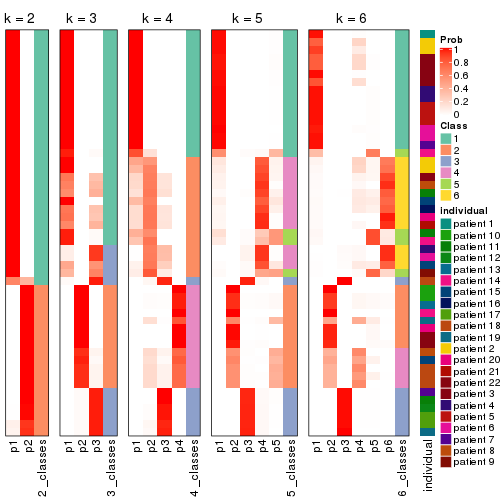 k = 2
k = 3
k = 4
k = 5
k = 6
p1
p2
2_classes
p1
p2
p3
3_classes
p1
p2
p3
p4
4_classes
p1
p2
p3
p4
p5
5_classes
p1
p2
p3
p4
p5
p6
6_classes
individual
Prob
1
0.8
0.6
0.4
0.2
0
Class
1
2
3
4
5
6
Individual
patient 1
patient 10
patient 11
patient 12
patient 13
patient 14
patient 15
patient 16
patient 17
patient 18
patient 19
patient 2
patient 20
patient 21
patient 22
patient 3
patient 4
patient 5
patient 6
patient 7
patient 8
patient 9